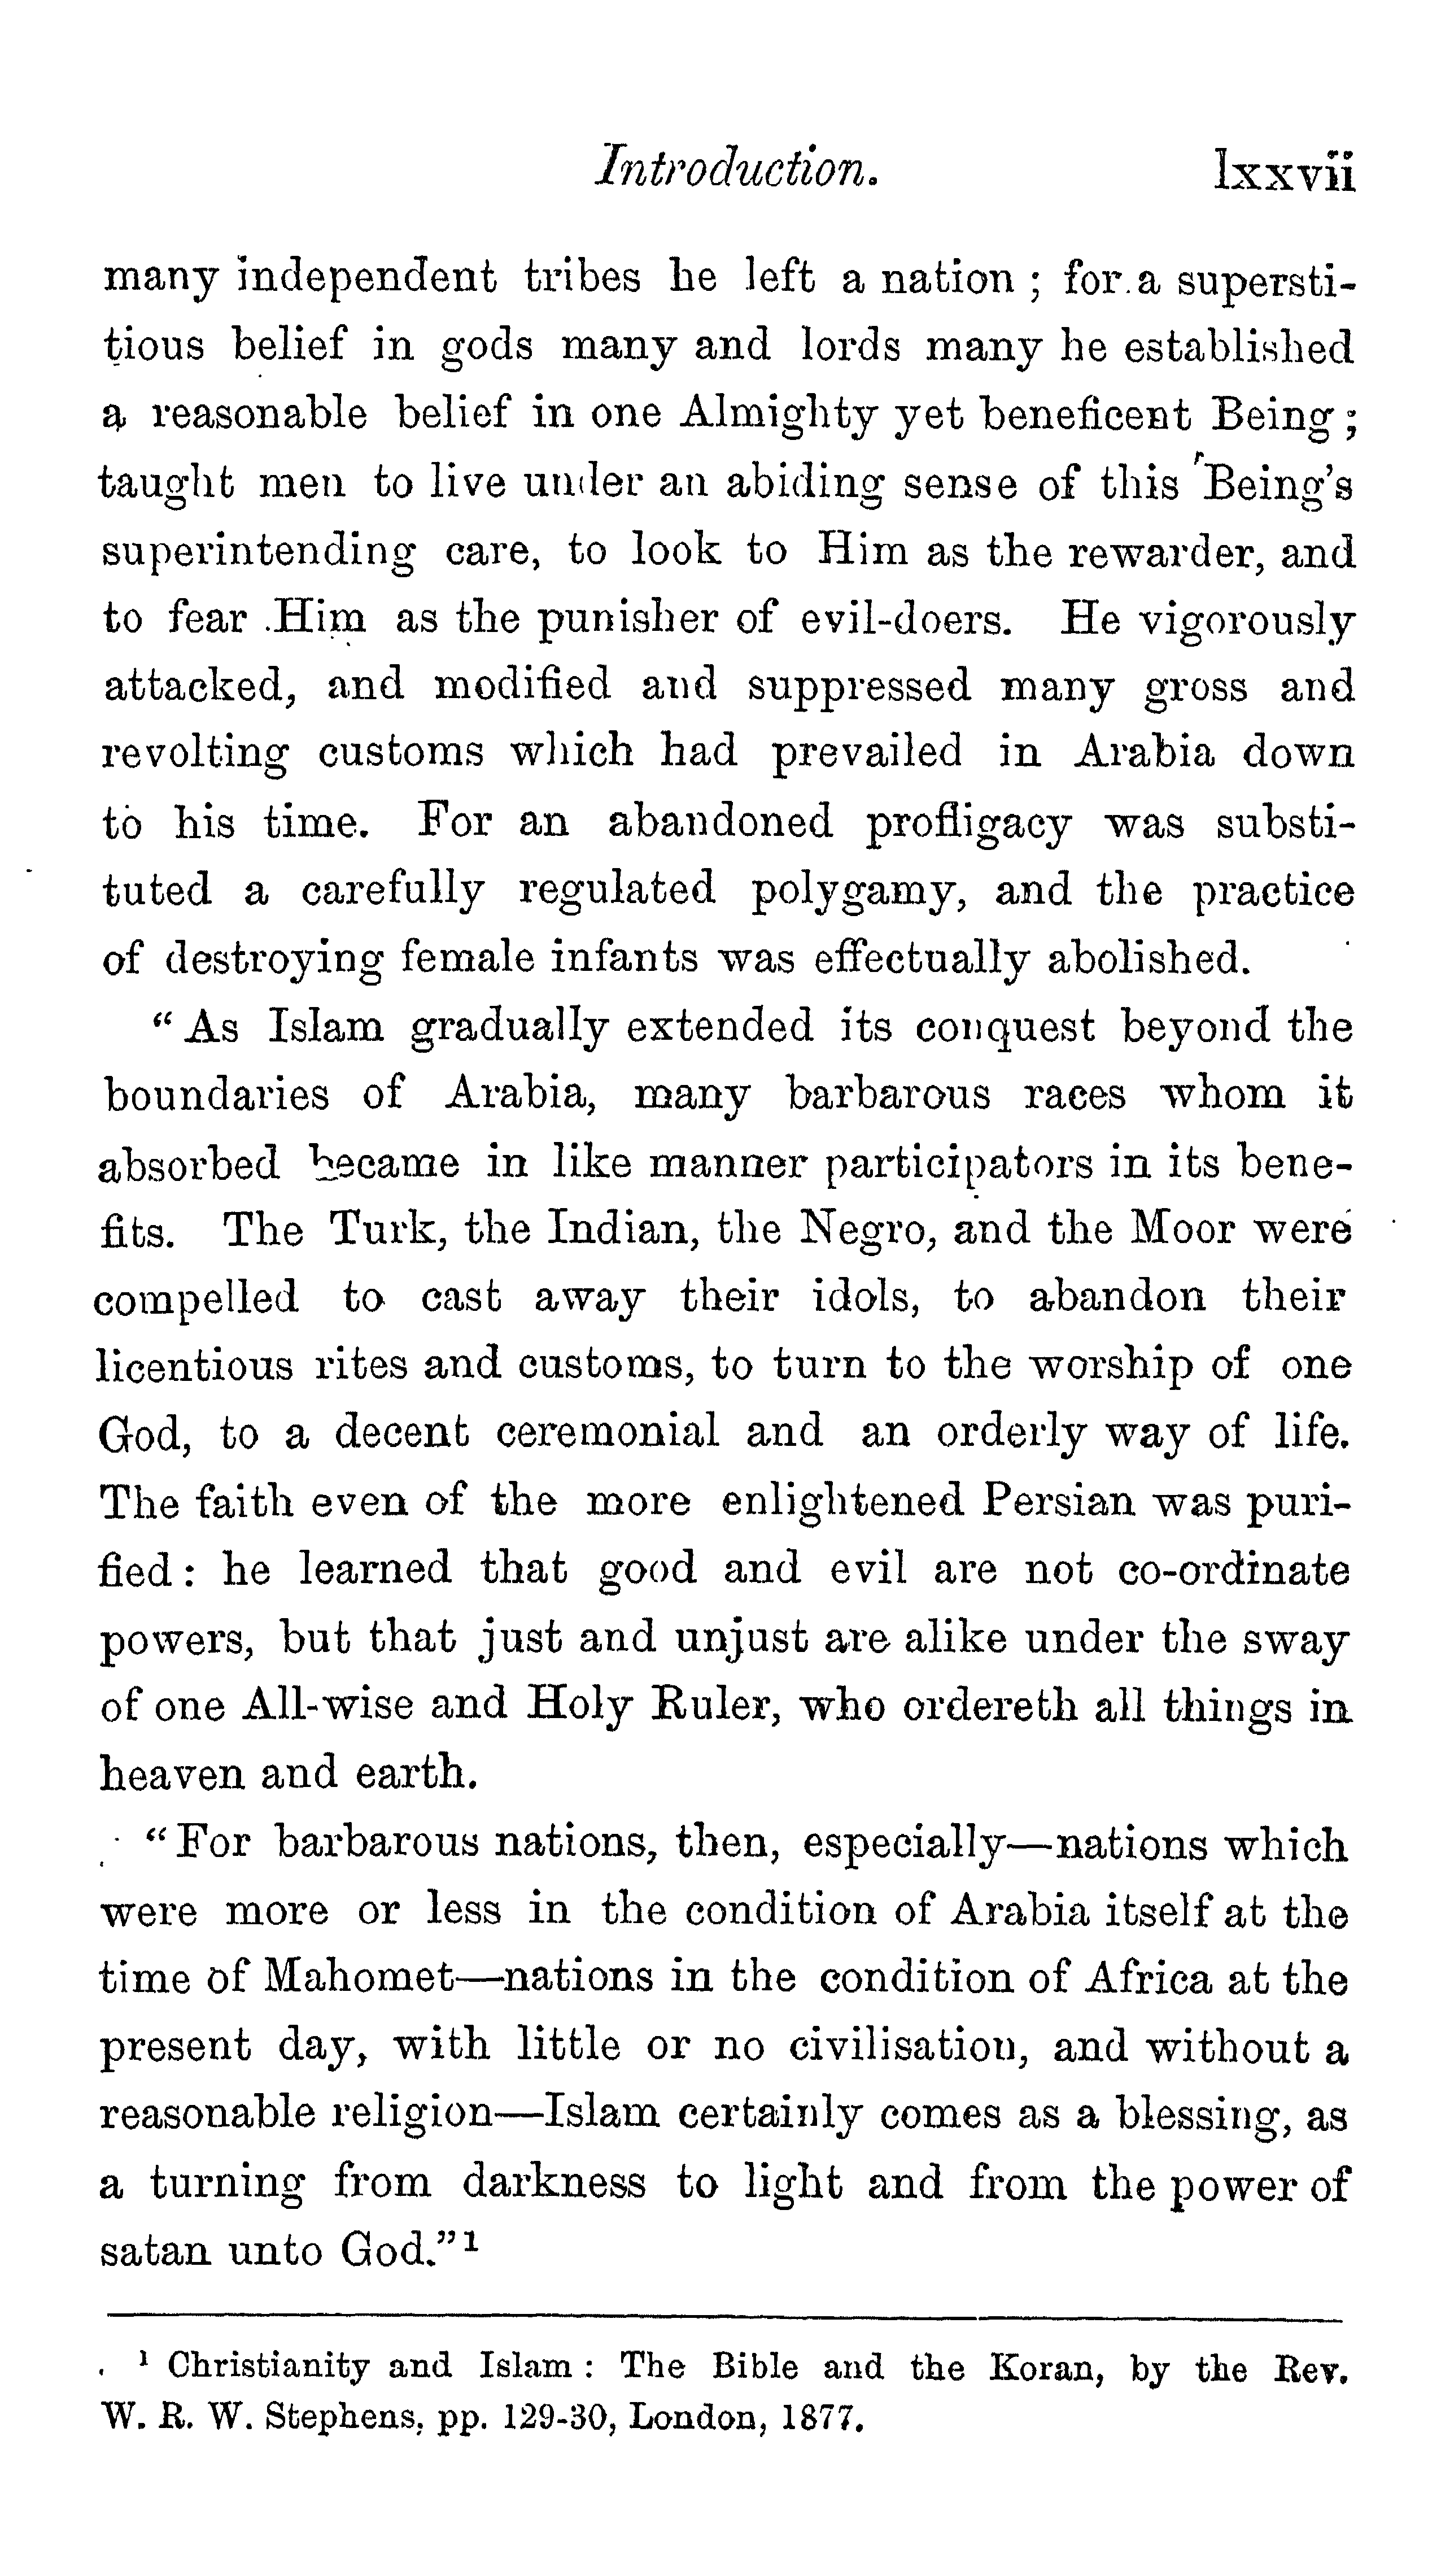 Introduction. lxxvii
many independent tribes he left a nation ; for a supersti-
tious belief in gods many and lords many he established
a reasonable belief in one Almighty yet beneficent Being ;
taught men to live under an abiding sense of this Being's
superintending care, to look to Him as the rewarder, and
to fear Him as the punisher of evil-doers. He vigorously
attacked, and modified and suppressed many gross and
revolting customs which had prevailed in Arabia down
to his time. For an abandoned profligacy was substi-
tuted a carefully regulated polygamy, and the practice
of destroying female infants was effectually abolished.
“ As Islam gradually extended its conquest beyond the
boundaries of Arabia, many barbarous races whom it
absorbed became in like manner participators in its bene-
fits. The Turk, the Indian, the Negro, and the Moor were
compelled to cast away their idols, to abandon their
licentious rites and customs, to turn to the worship of one
God, to a decent ceremonial and an orderly way of life.
The faith even of the more enlightened Persian was puri-
fied : he learned that good and evil are not co-ordinate
powers, but that just and unjust are alike under the sway
of one All-wise and Holy Ruler, who ordereth all things in
heaven and earth.
“ For barbarous nations, then, especially—nations which
were more or less in the condition of Arabia itself at the
time of Mahomet—nations in the condition of Africa at the
present day, with little or no civilisation, and without a
reasonable religion—Islam certainly comes as a blessing, as
a turning from darkness to light and from the power of
satan unto God.” 1
1 Christianity and Islam : The Bible and the Koran, by the Rev.
W. R. W. Stephens, pp. 129-30, London, 1877.